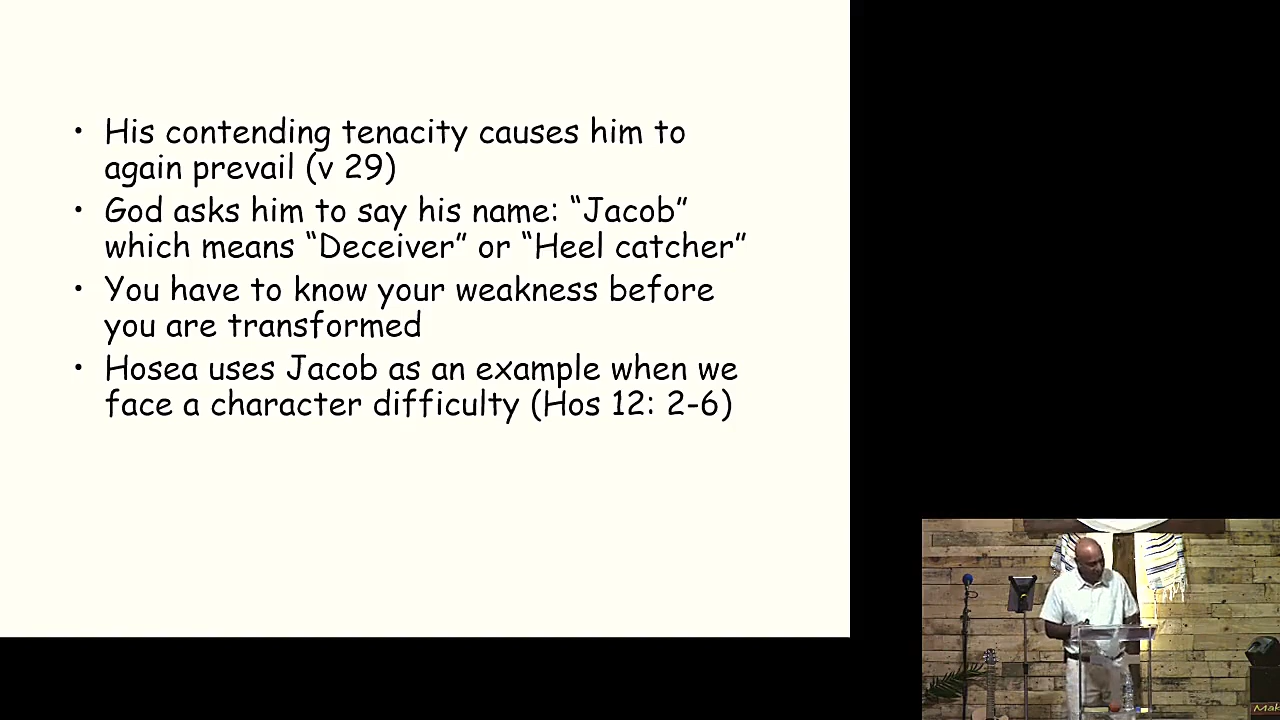 • His contending tenacity causes him to
again prevail (v 29)
• God asks him to say his name: “Jacob”
which means “Deceiver” or “Heel catcher”
• You have to know your weakness before
you are transformed
• Hosea uses Jacob as an example when we
face a character difficulty (Hos 12: 2-6)